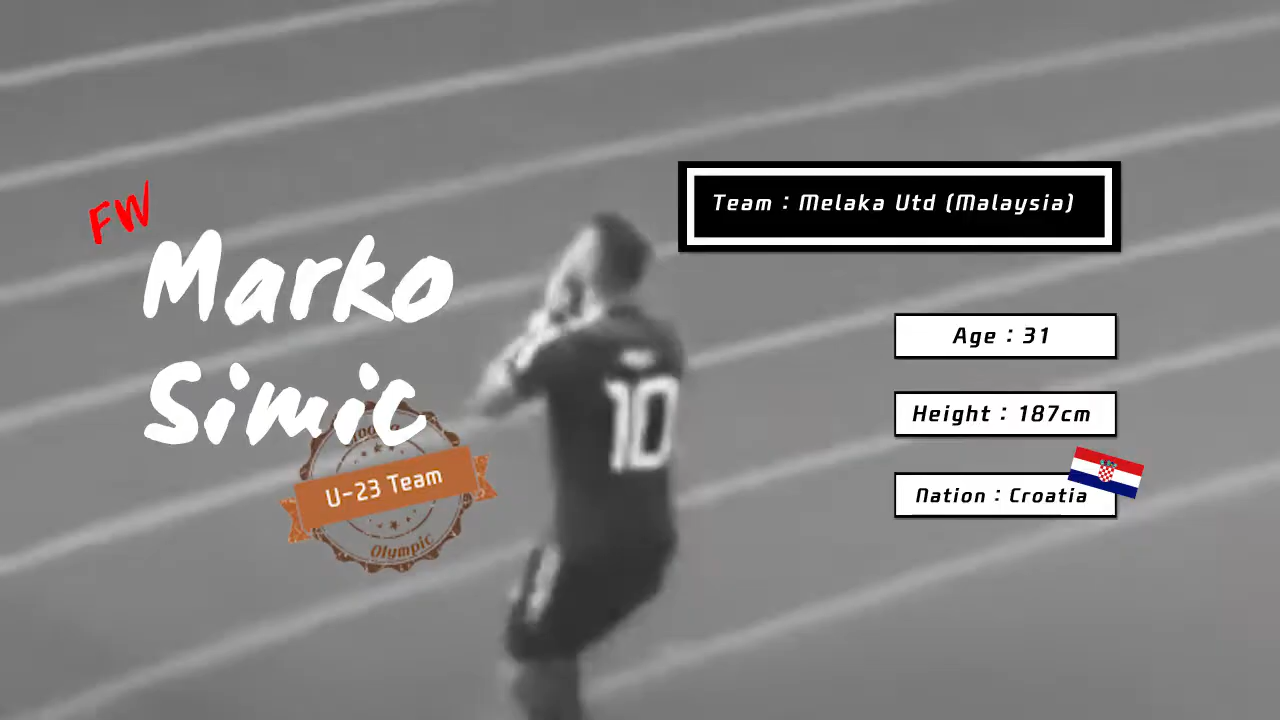 FW
Marko
Simic
U-23 Team
Olympic
Team : Melaka Utd (Malaysia)
Age : 31
Height : 187cm
Nation : Croatia
10